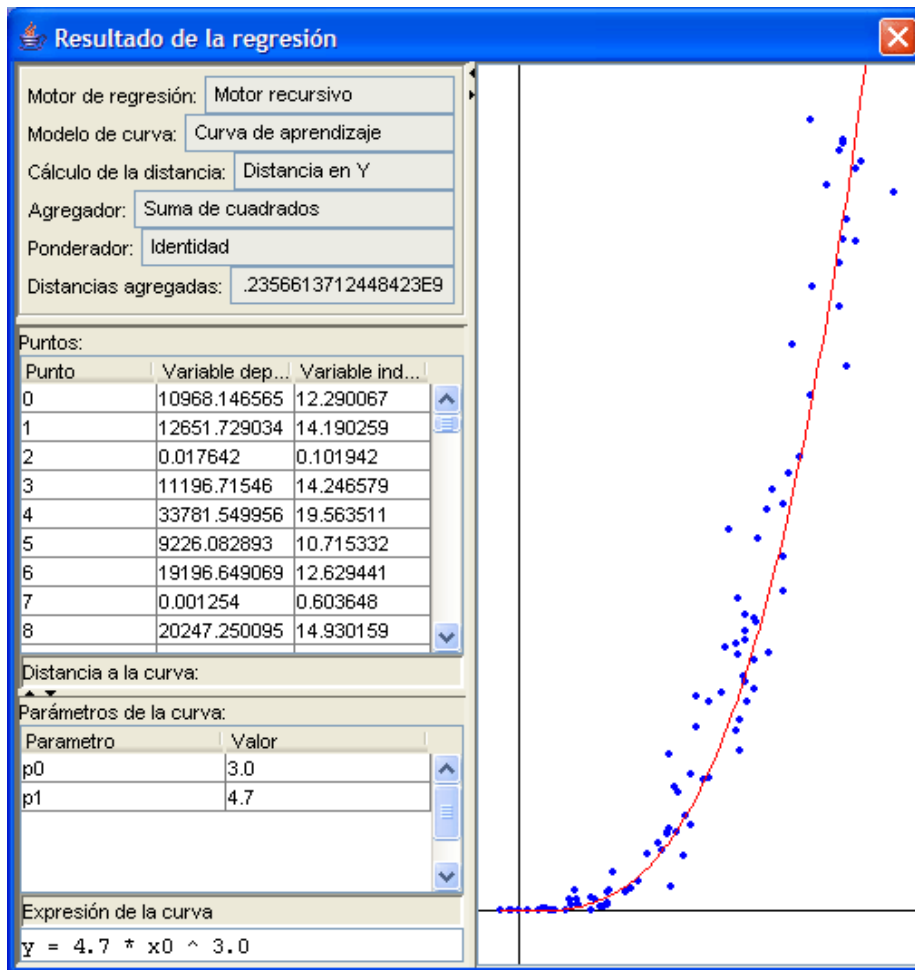 Resultado de la regresión
Motor de regresión: Motor recursivo
Modelo de curva: Curva de aprendizaje
Cálculo de la distancia: Distancia en Y
Agregador: Suma de cuadrados
Ponderador: Identidad
Distancias agregadas: .2356613712448423E9
Puntos:
Punto Variable dep... Variable ind...
0 10968.146565 12.290067
1 12651.729034 14.190259
2 0.017642 0.101942
3 11196.71546 14.246579
4 33781.549956 19.563511
5 9226.082893 10.715332
6 19196.649069 12.629441
7 0.001254 0.603648
8 20247.250095 14.930159
Distancia a la curva:
Parámetros de la curva:
Parametro Valor
p0 3.0
p1 4.7
Expresión de la curva
y = 4.7 * x0 ^ 3.0